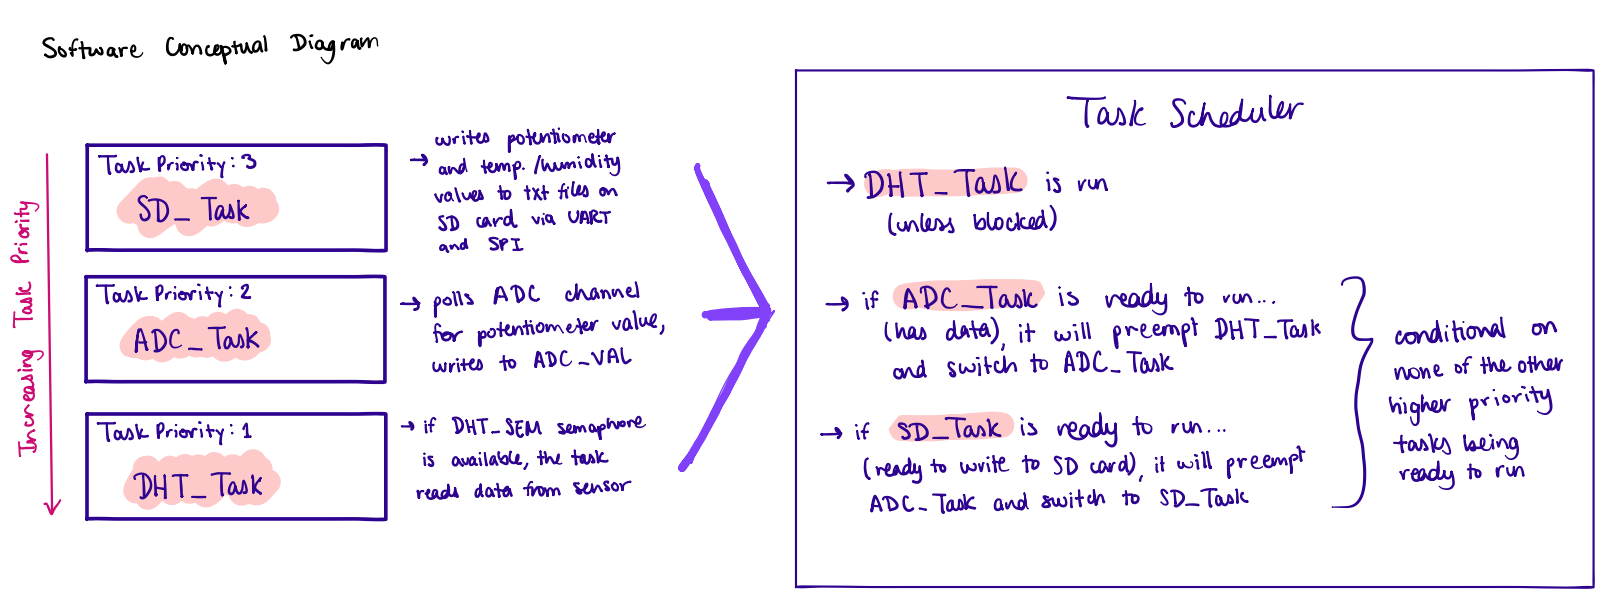 Software Conceptual Diagram
Increasing Task Priority
Task Priority: 3
SD_Task
→ writes potentiometer
and temp./humidity
values to txt files on
SD card via UART
and SPI
Task Priority: 2
ADC_Task
→ polls ADC channel
for potentiometer value,
writes to ADC_VAL
Task Priority: 1
DHT_Task
→ if DHT_SEM semaphore
is available, the task
reads data from sensor
Task Scheduler
→ DHT_Task is run
(unless blocked)
→ if ADC_Task is ready to run...
(has data), it will preempt DHT_Task
and switch to ADC_Task
→ if SD_Task is ready to run...
(ready to write to SD card), it will preempt
ADC_Task and switch to SD_Task
conditional on
none of the other
higher priority
tasks being
ready to run